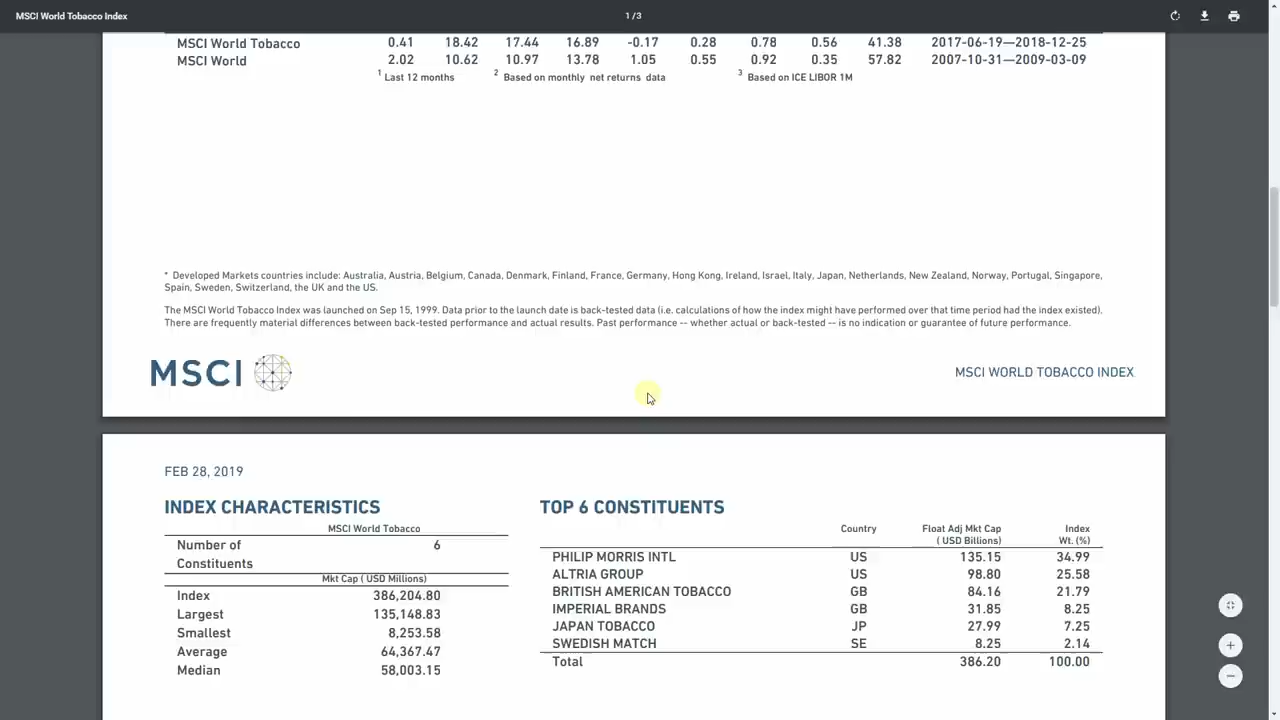 MSCI World Tobacco Index
1 / 3
MSCI World Tobacco 0.41 18.42 17.44 16.89 -0.17 0.28 0.78 0.56 41.38 2017-06-19—2018-12-25
MSCI World 2.02 10.62 10.97 13.78 1.05 0.55 0.92 0.35 57.82 2007-10-31—2009-03-09
1 Last 12 months 2 Based on monthly net returns data 3 Based on ICE LIBOR 1M
* Developed Markets countries include: Australia, Austria, Belgium, Canada, Denmark, Finland, France, Germany, Hong Kong, Ireland, Israel, Italy, Japan, Netherlands, New Zealand, Norway, Portugal, Singapore,
Spain, Sweden, Switzerland, the UK and the US.
The MSCI World Tobacco Index was launched on Sep 15, 1999. Data prior to the launch date is back-tested data (i.e. calculations of how the index might have performed over that time period had the index existed).
There are frequently material differences between back-tested performance and actual results. Past performance -- whether actual or back-tested -- is no indication or guarantee of future performance.
MSCI
MSCI WORLD TOBACCO INDEX
FEB 28, 2019
INDEX CHARACTERISTICS
MSCI World Tobacco
Number of 6
Constituents
Mkt Cap ( USD Millions)
Index 386,204.80
Largest 135,148.83
Smallest 8,253.58
Average 64,367.47
Median 58,003.15
TOP 6 CONSTITUENTS
Country Float Adj Mkt Cap Index
( USD Billions) Wt. (%)
PHILIP MORRIS INTL US 135.15 34.99
ALTRIA GROUP US 98.80 25.58
BRITISH AMERICAN TOBACCO GB 84.16 21.79
IMPERIAL BRANDS GB 31.85 8.25
JAPAN TOBACCO JP 27.99 7.25
SWEDISH MATCH SE 8.25 2.14
Total 386.20 100.00